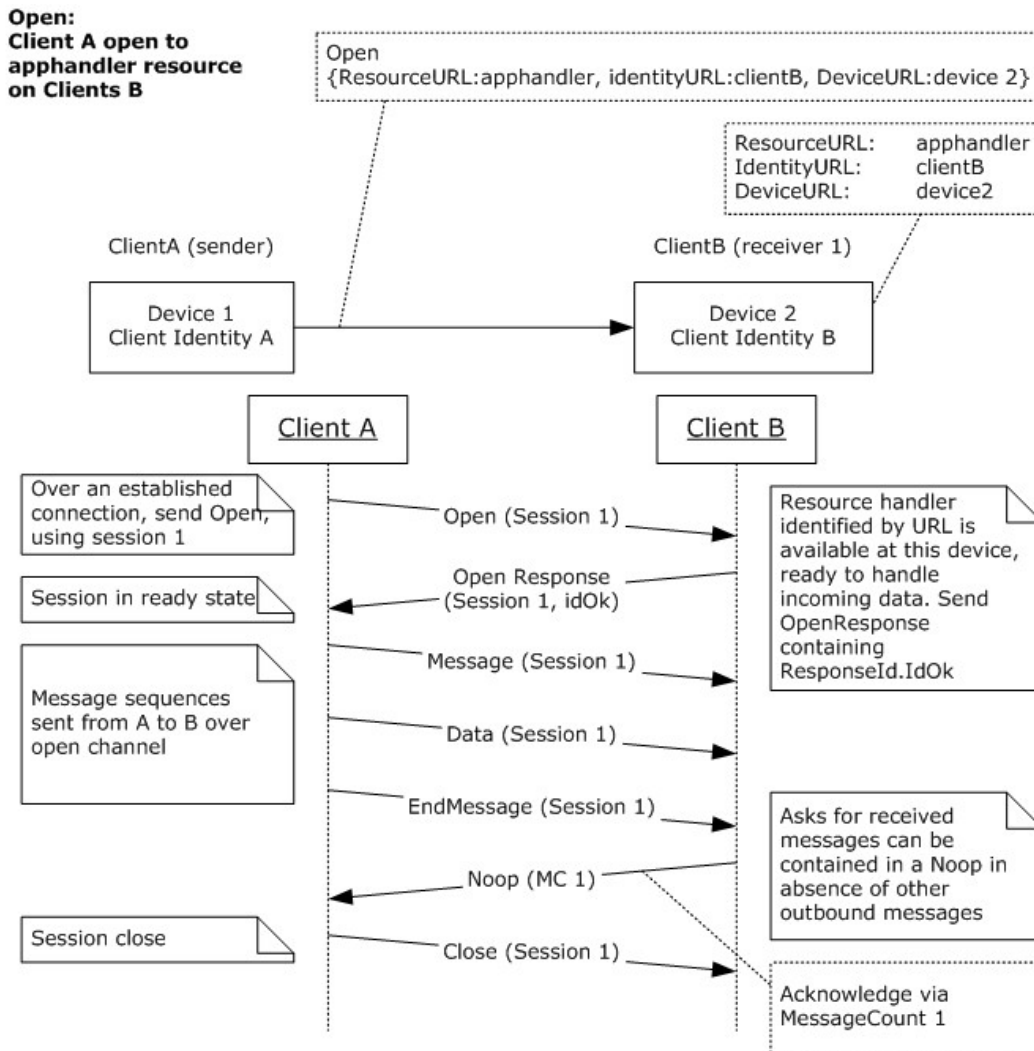 Open:
Client A open to
apphandler resource
on Clients B
Open
{ResourceURL:apphandler, identityURL:clientB, DeviceURL:device 2}
ResourceURL: apphandler
IdentityURL: clientB
DeviceURL: device2
ClientA (sender)
ClientB (receiver 1)
Device 1
Client Identity A
Device 2
Client Identity B
Client A
Client B
Over an established
connection, send Open,
using session 1
Open (Session 1)
Resource handler
identified by URL is
available at this device,
ready to handle
incoming data. Send
OpenResponse
containing
ResponseId.IdOk
Open Response
(Session 1, idOk)
Session in ready state
Message (Session 1)
Message sequences
sent from A to B over
open channel
Data (Session 1)
EndMessage (Session 1)
Asks for received
messages can be
contained in a Noop in
absence of other
outbound messages
Noop (MC 1)
Session close
Close (Session 1)
Acknowledge via
MessageCount 1